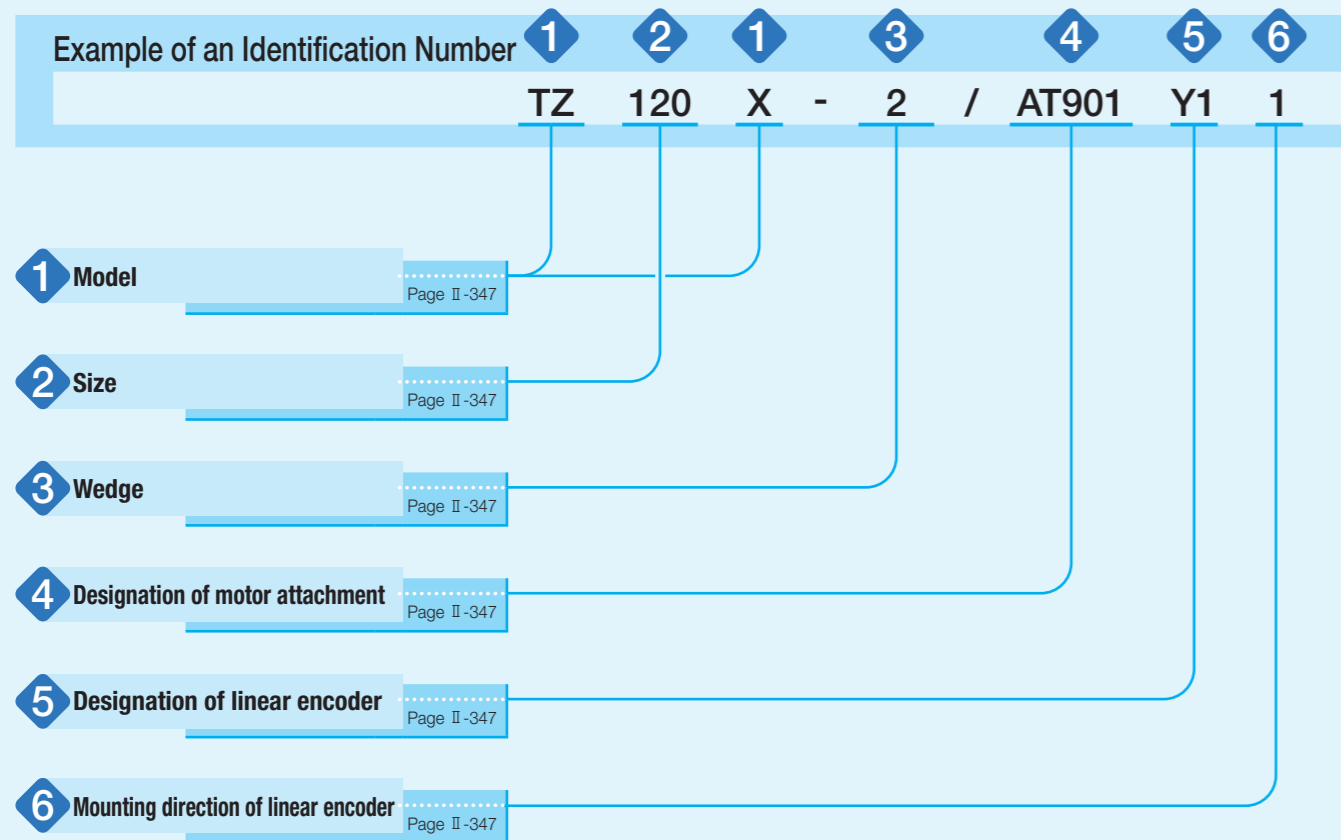 Example of an Identification Number 1 2 1 3 4 5 6
TZ 120 X - 2 / AT901 Y1 1
1 Model
Page Ⅱ-347
2 Size
Page Ⅱ-347
3 Wedge
Page Ⅱ-347
4 Designation of motor attachment
Page Ⅱ-347
5 Designation of linear encoder
Page Ⅱ-347
6 Mounting direction of linear encoder
Page Ⅱ-347